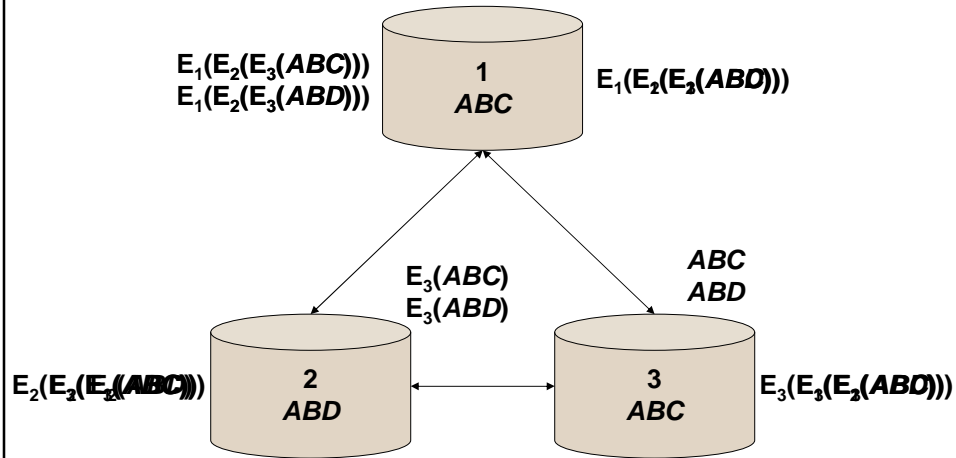 E₁(E₂(E₃(ABC)))
E₁(E₂(E₃(ABD)))
1
ABC
E₃(ABC)
E₃(ABD)
ABC
ABD
2
ABD
3
ABC